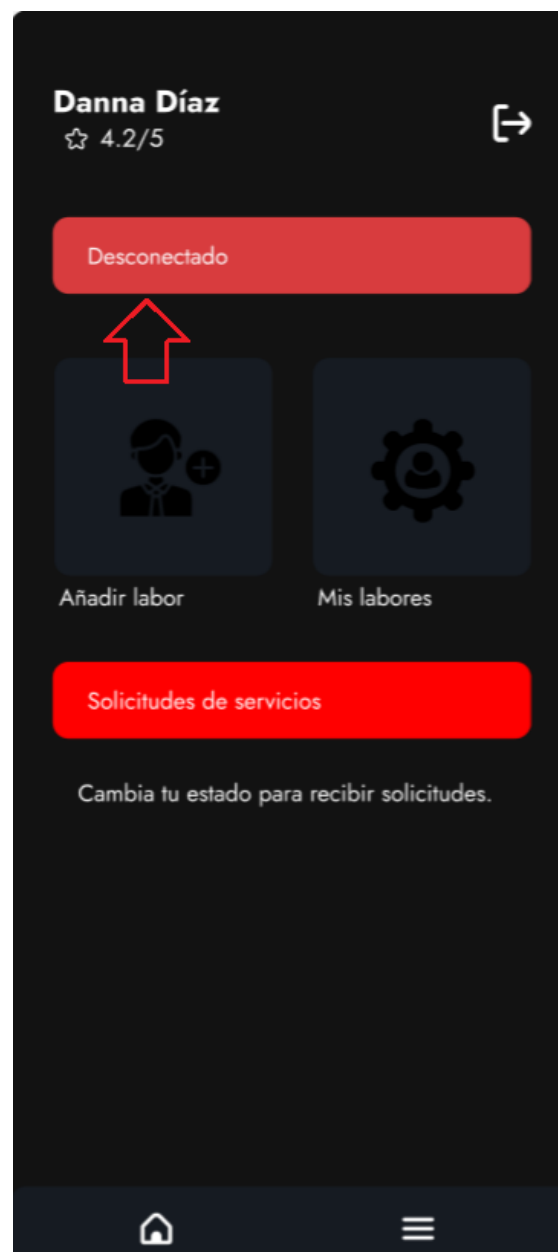 Danna Díaz
4.2/5
Desconectado
Añadir labor Mis labores
Solicitudes de servicios
Cambia tu estado para recibir solicitudes.